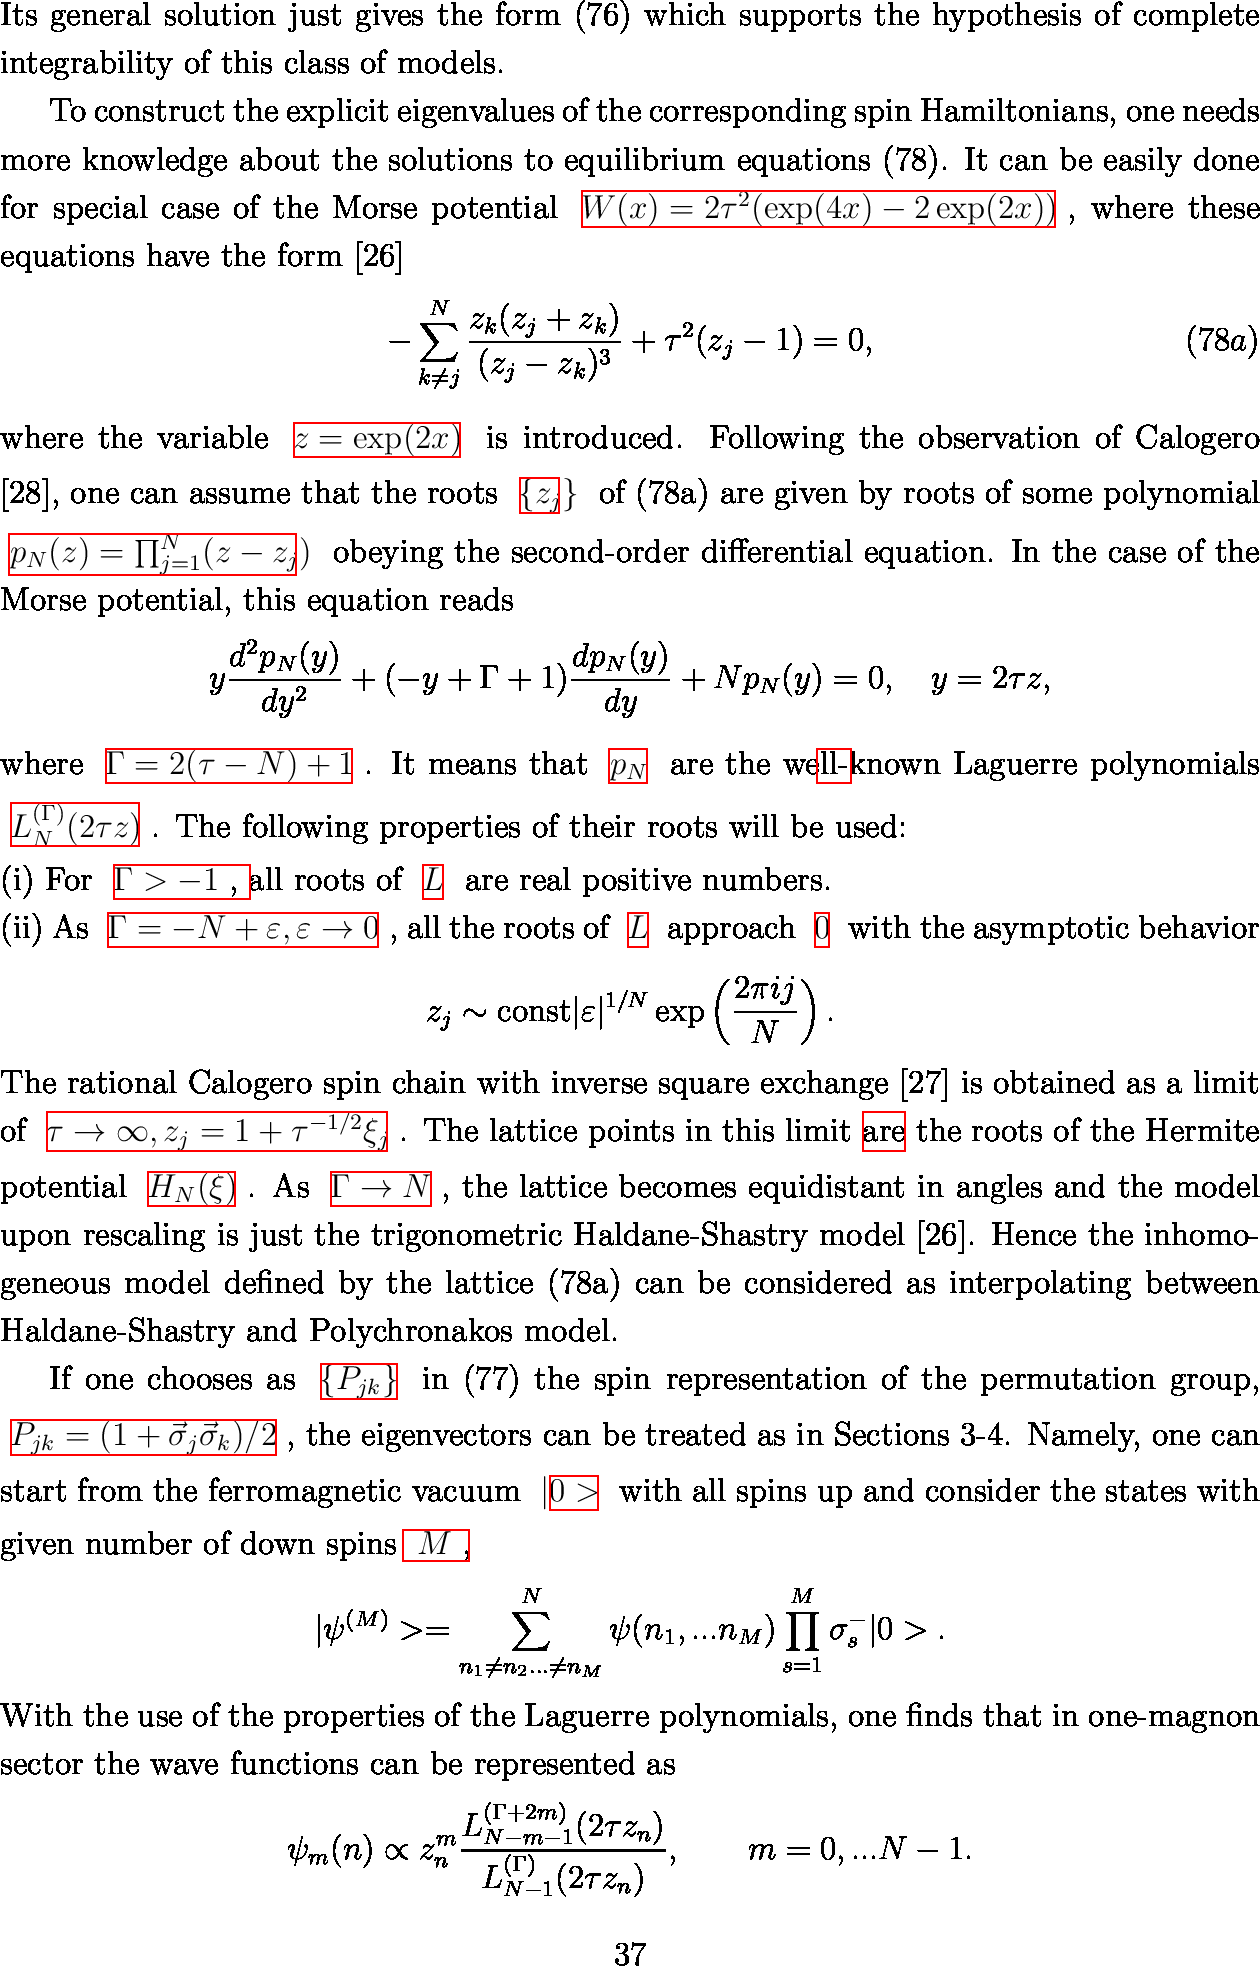 Its general solution just gives the form (76) which supports the hypothesis of complete
integrability of this class of models.
To construct the explicit eigenvalues of the corresponding spin Hamiltonians, one needs
more knowledge about the solutions to equilibrium equations (78). It can be easily done
for special case of the Morse potential $W(x) = 2\tau^2(\exp(4x) - 2\exp(2x))$, where these
equations have the form [26]
$$-\sum_{k \neq j}^{N} \frac{z_k(z_j + z_k)}{(z_j - z_k)^3} + \tau^2(z_j - 1) = 0, \quad (78a)$$
where the variable $z = \exp(2x)$ is introduced. Following the observation of Calogero
[28], one can assume that the roots $\{z_j\}$ of (78a) are given by roots of some polynomial
$p_N(z) = \prod_{j=1}^{N}(z - z_j)$ obeying the second-order differential equation. In the case of the
Morse potential, this equation reads
$$y\frac{d^2 p_N(y)}{dy^2} + (-y + \Gamma + 1)\frac{dp_N(y)}{dy} + Np_N(y) = 0, \quad y = 2\tau z,$$
where $\Gamma = 2(\tau - N) + 1$. It means that $p_N$ are the well-known Laguerre polynomials
$L_N^{(\Gamma)}(2\tau z)$. The following properties of their roots will be used:
(i) For $\Gamma > -1$, all roots of $L$ are real positive numbers.
(ii) As $\Gamma = -N + \varepsilon, \varepsilon \to 0$, all the roots of $L$ approach $0$ with the asymptotic behavior
$$z_j \sim \text{const}|\varepsilon|^{1/N} \exp\left(\frac{2\pi ij}{N}\right).$$
The rational Calogero spin chain with inverse square exchange [27] is obtained as a limit
of $\tau \to \infty, z_j = 1 + \tau^{-1/2}\xi_j$. The lattice points in this limit are the roots of the Hermite
potential $H_N(\xi)$. As $\Gamma \to N$, the lattice becomes equidistant in angles and the model
upon rescaling is just the trigonometric Haldane-Shastry model [26]. Hence the inhomo-
geneous model defined by the lattice (78a) can be considered as interpolating between
Haldane-Shastry and Polychronakos model.
If one chooses as $\{P_{jk}\}$ in (77) the spin representation of the permutation group,
$P_{jk} = (1 + \vec{\sigma}_j\vec{\sigma}_k)/2$, the eigenvectors can be treated as in Sections 3-4. Namely, one can
start from the ferromagnetic vacuum $|0 >$ with all spins up and consider the states with
given number of down spins $M$,
$$|\psi^{(M)} >= \sum_{n_1 \neq n_2 ... \neq n_M}^{N} \psi(n_1, ...n_M) \prod_{s=1}^{M} \sigma_s^- |0 > .$$
With the use of the properties of the Laguerre polynomials, one finds that in one-magnon
sector the wave functions can be represented as
$$\psi_m(n) \propto z_n^m \frac{L_{N-m-1}^{(\Gamma+2m)}(2\tau z_n)}{L_{N-1}^{(\Gamma)}(2\tau z_n)}, \quad m = 0, ...N - 1.$$
37